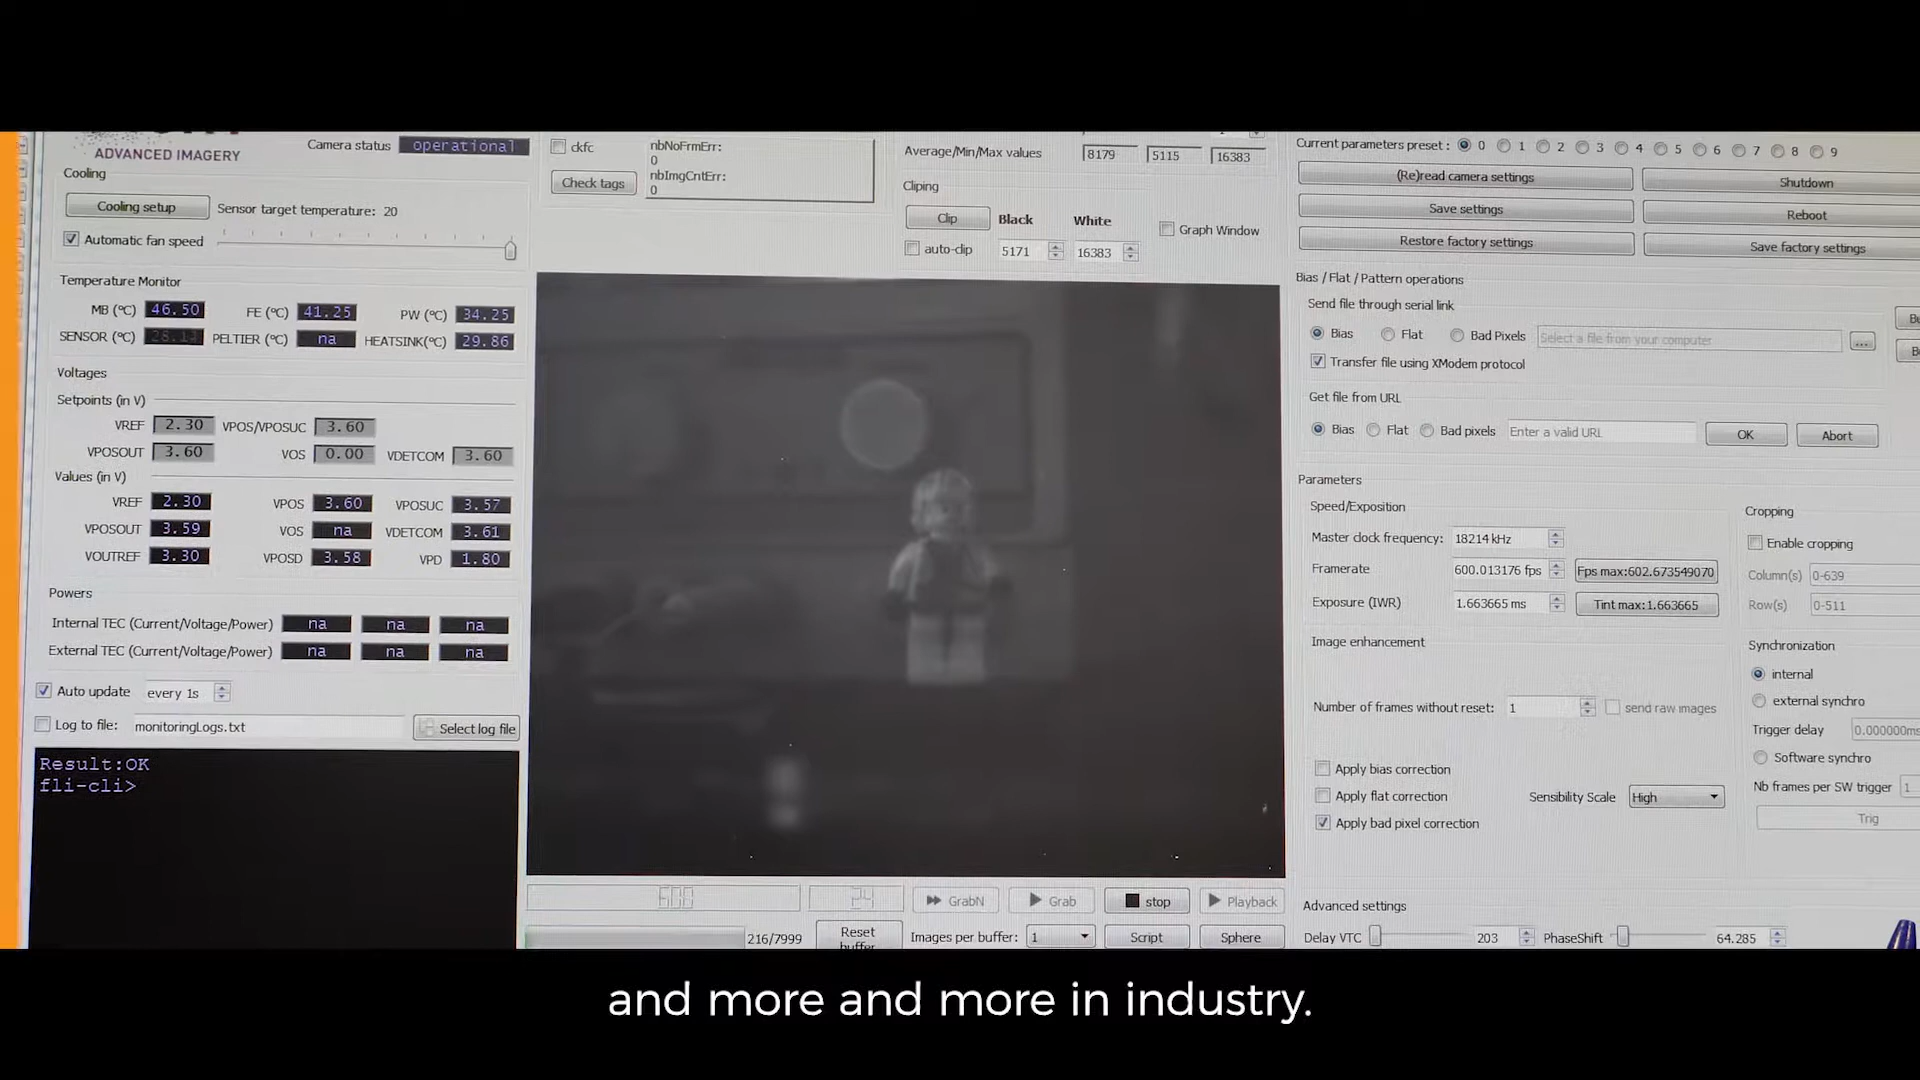 ADVANCED IMAGERY
Camera status operational
Cooling
Cooling setup Sensor target temperature: 20
Automatic fan speed
Temperature Monitor
MB (ºC) 46.50 FE (ºC) 41.25 PW (ºC) 34.25
SENSOR (ºC) PELTIER (ºC) na HEATSINK(ºC) 29.86
Voltages
Setpoints (in V)
VREF 2.30 VPOS/VPOSUC 3.60
VPOSOUT 3.60 VOS 0.00 VDETCOM 3.60
Values (in V)
VREF 2.30 VPOS 3.60 VPOSUC 3.57
VPOSOUT 3.59 VOS na VDETCOM 3.61
VOUTREF 3.30 VPOSD 3.58 VPD 1.80
Powers
Internal TEC (Current/Voltage/Power) na na na
External TEC (Current/Voltage/Power) na na na
Auto update every 1s
Log to file: monitoringLogs.txt Select log file
Result:OK
fli-cli>
ckfc
Check tags
nbNoFrmErr:
0
nbImgCntErr:
0
Average/Min/Max values 8179 5115 16383
Cliping
Clip Black White
auto-clip 5171 16383
Graph Window
600 24 GrabN Grab stop Playback
216/7999 Reset buffer Images per buffer: 1 Script Sphere
Current parameters preset : 0 1 2 3 4 5 6 7 8 9
(Re)read camera settings Shutdown
Save settings Reboot
Restore factory settings Save factory settings
Bias / Flat / Pattern operations
Send file through serial link
Bias Flat Bad Pixels Select a file from your computer ... Bu
Transfer file using XModem protocol
Get file from URL
Bias Flat Bad pixels Enter a valid URL OK Abort
Parameters
Speed/Exposition
Master clock frequency: 18214 kHz
Framerate 600.013176 fps Fps max:602.673549070
Exposure (IWR) 1.663665 ms Tint max:1.663665
Image enhancement
Number of frames without reset: 1 send raw images
Apply bias correction
Apply flat correction Sensibility Scale High
Apply bad pixel correction
Cropping
Enable cropping
Column(s) 0-639
Row(s) 0-511
Synchronization
internal
external synchro
Trigger delay 0.000000ms
Software synchro
Nb frames per SW trigger 1
Trig
Advanced settings
Delay VTC 203 PhaseShift 64.285
and more and more in industry.